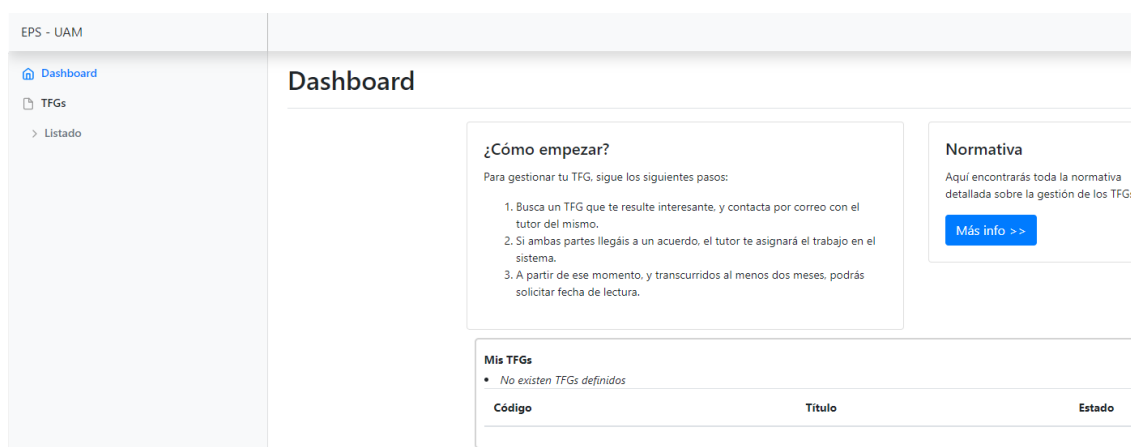 EPS - UAM
Dashboard
TFGs
Listado
Dashboard
¿Cómo empezar?
Para gestionar tu TFG, sigue los siguientes pasos:
1. Busca un TFG que te resulte interesante, y contacta por correo con el
tutor del mismo.
2. Si ambas partes llegáis a un acuerdo, el tutor te asignará el trabajo en el
sistema.
3. A partir de ese momento, y transcurridos al menos dos meses, podrás
solicitar fecha de lectura.
Normativa
Aquí encontrarás toda la normativa
detallada sobre la gestión de los TFGs
Más info >>
Mis TFGs
• No existen TFGs definidos
Código Título Estado